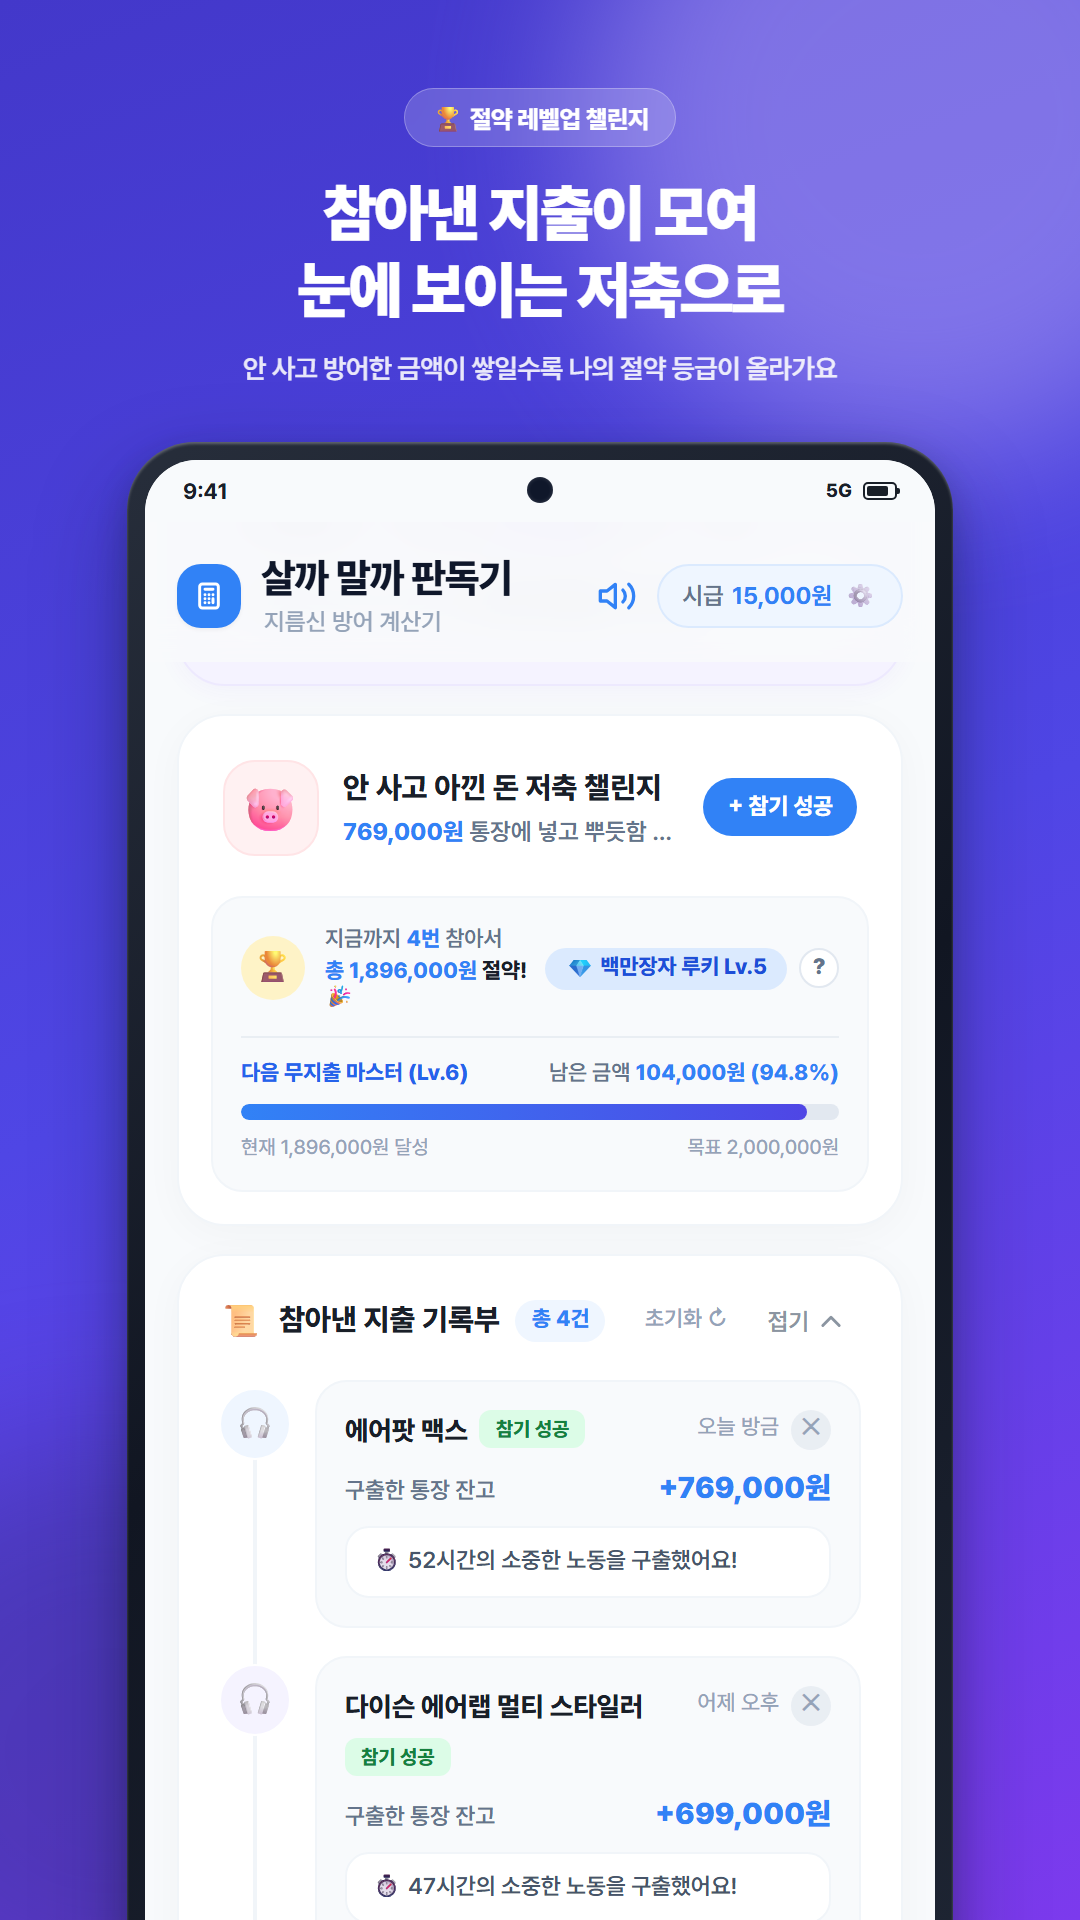 🏆 절약 레벨업 챌린지
참아낸 지출이 모여
눈에 보이는 저축으로
안 사고 방어한 금액이 쌓일수록 나의 절약 등급이 올라가요
9:41
5G
살까 말까 판독기
지름신 방어 계산기
시급 15,000원
안 사고 아낀 돈 저축 챌린지
769,000원 통장에 넣고 뿌듯함 ...
+ 참기 성공
지금까지 4번 참아서
총 1,896,000원 절약!
🎉
💎 백만장자 루키 Lv.5
?
다음 무지출 마스터 (Lv.6)
남은 금액 104,000원 (94.8%)
현재 1,896,000원 달성
목표 2,000,000원
📜 참아낸 지출 기록부
총 4건
초기화 ↻
접기
에어팟 맥스
참기 성공
오늘 방금
구출한 통장 잔고
+769,000원
⏱ 52시간의 소중한 노동을 구출했어요!
다이슨 에어랩 멀티 스타일러
어제 오후
참기 성공
구출한 통장 잔고
+699,000원
⏱ 47시간의 소중한 노동을 구출했어요!